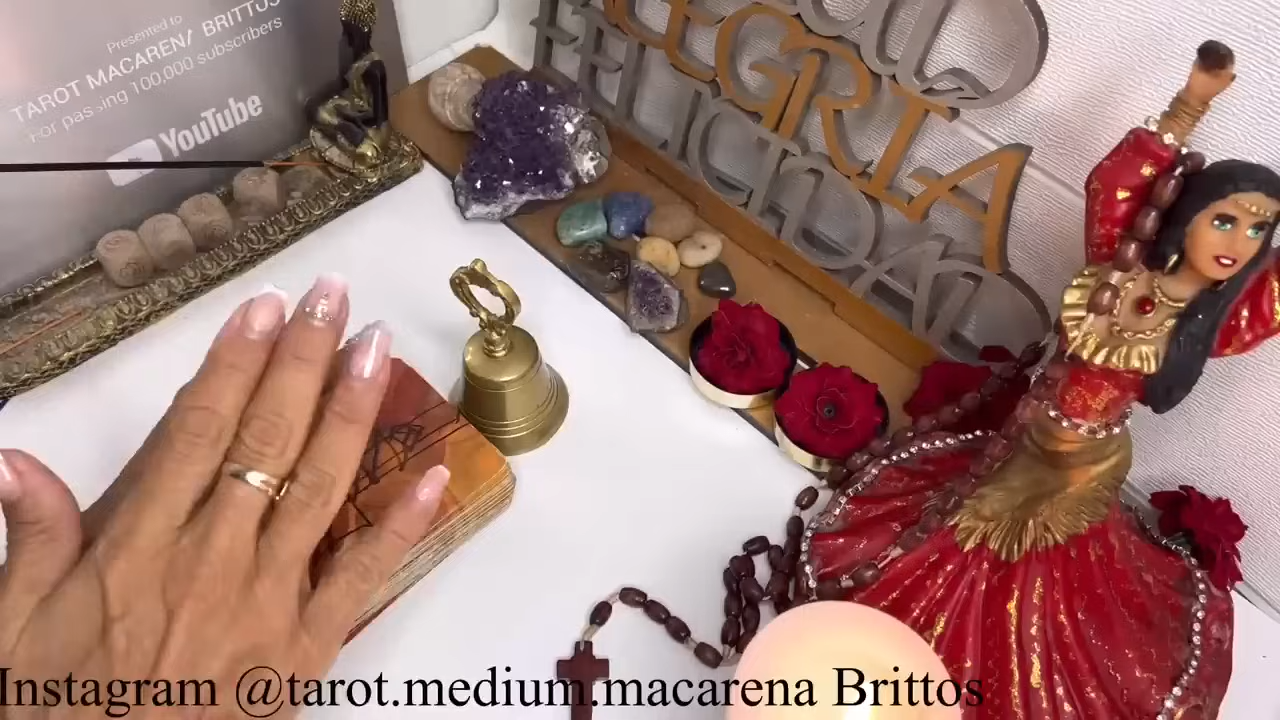 Presented to
TAROT MACAREN/ BRITTOS
For passing 100,000 subscribers
YouTube
ALEGRIA
FELICIDAD
Instagram @tarot.medium.macarena Brittos